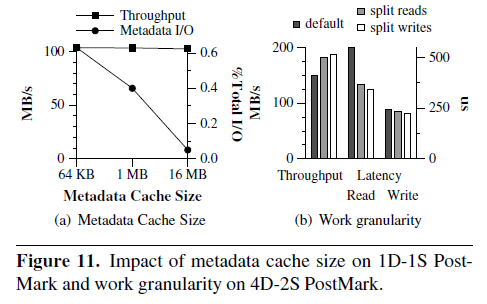 Throughput
Metadata I/O
100
50
0
MB/s
0.6
0.4
0.2
0.0
% Total I/O
64 KB 1 MB 16 MB
Metadata Cache Size
(a) Metadata Cache Size
default
split reads
split writes
200
100
0
MB/s
500
250
0
us
Throughput Latency
Read Write
(b) Work granularity
Figure 11. Impact of metadata cache size on 1D-1S Post-
Mark and work granularity on 4D-2S PostMark.